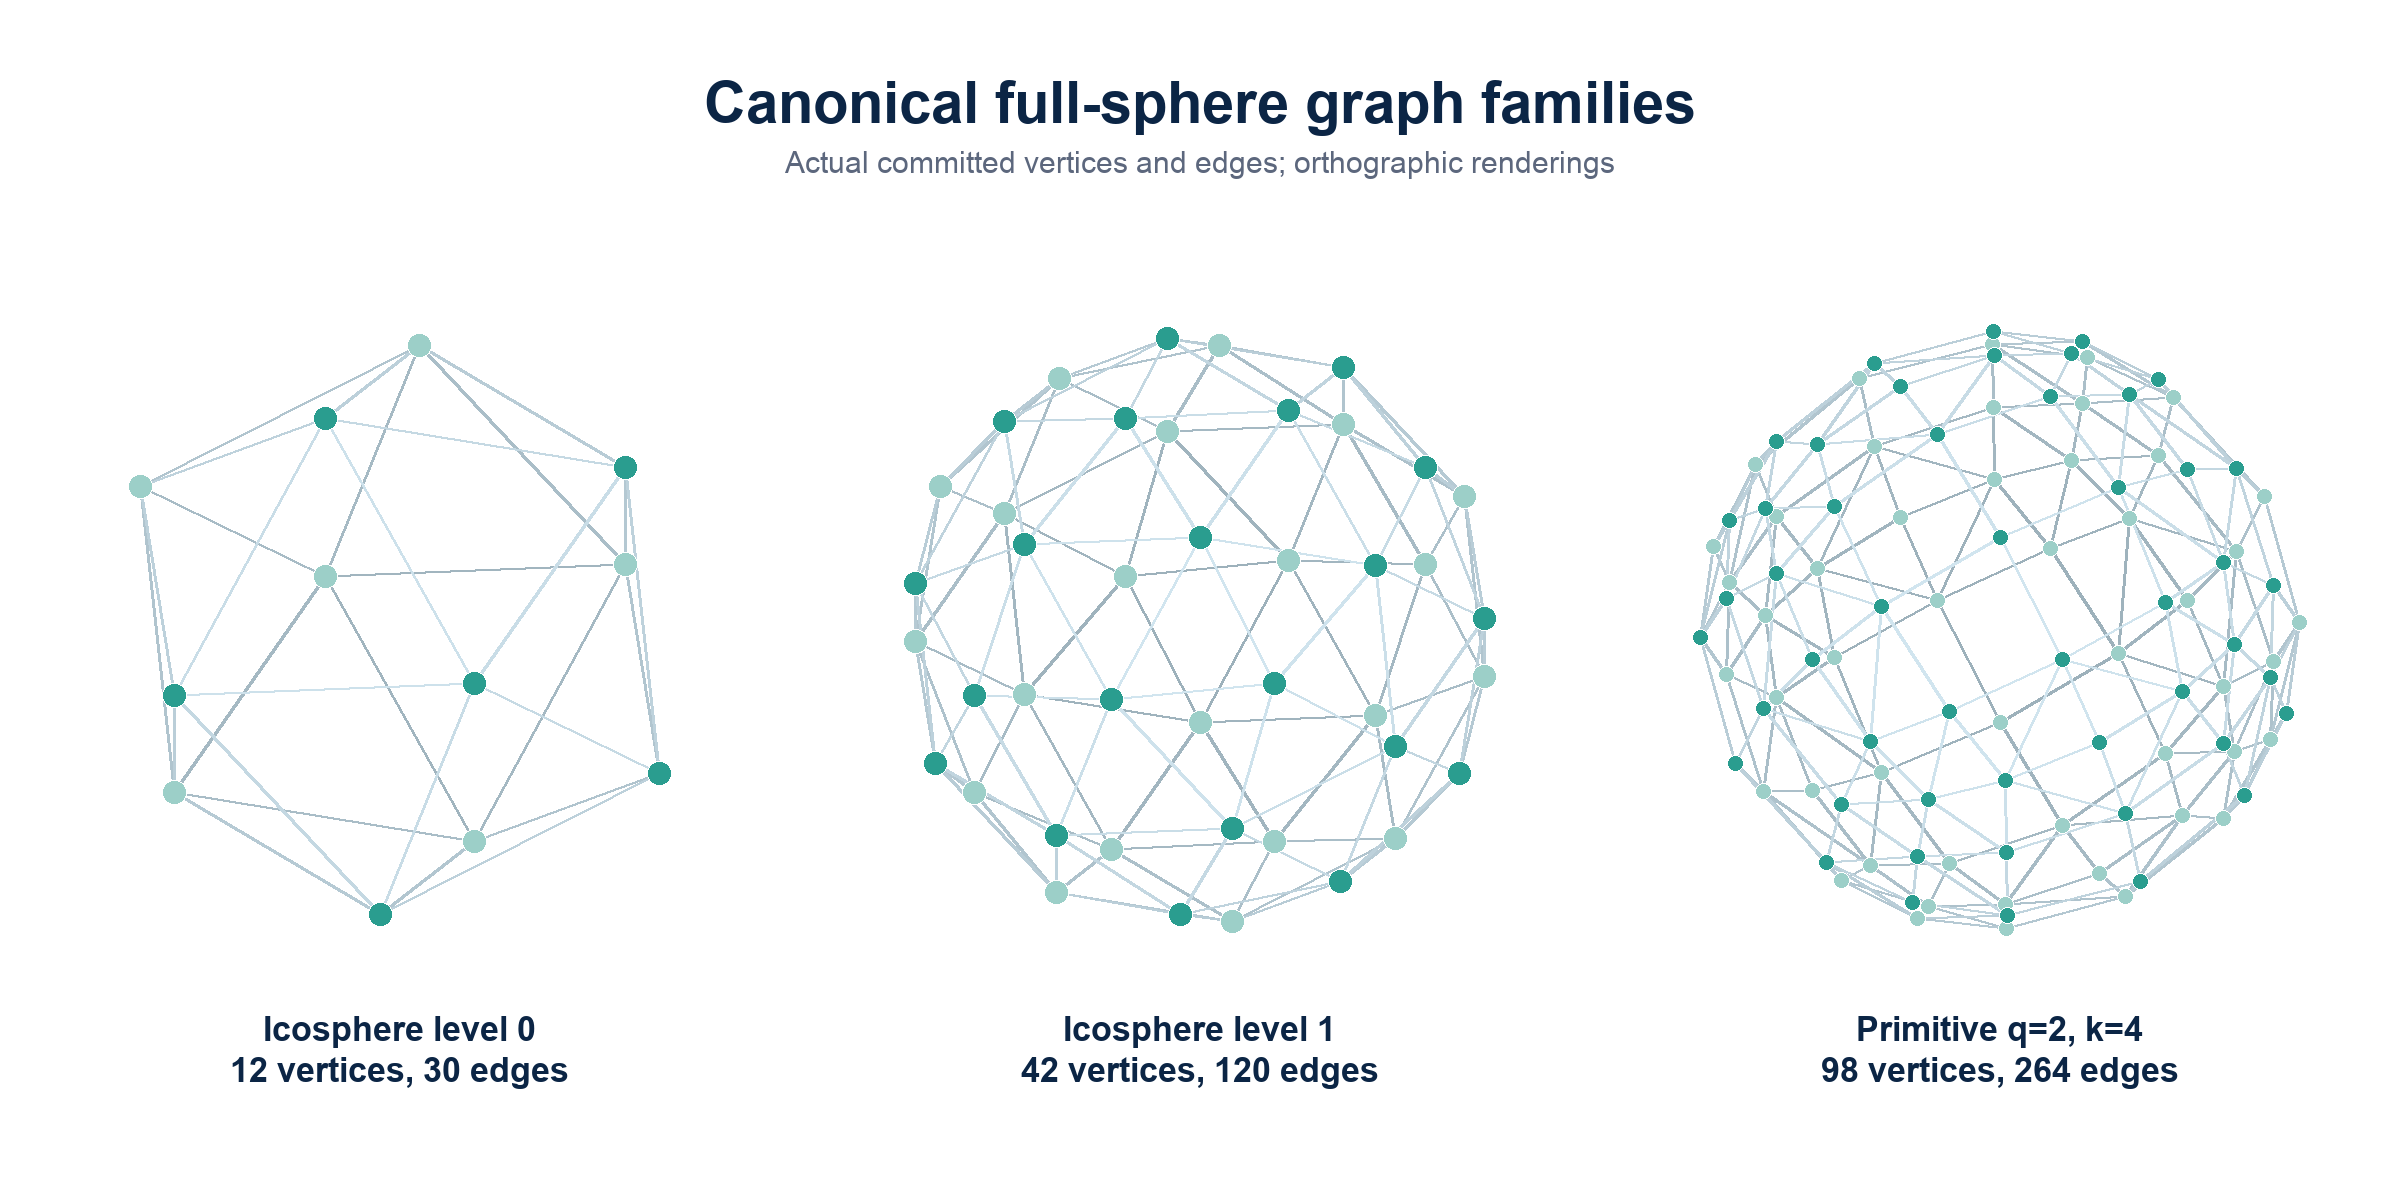 Canonical full-sphere graph families
Actual committed vertices and edges; orthographic renderings
Icosphere level 0
12 vertices, 30 edges
Icosphere level 1
42 vertices, 120 edges
Primitive q=2, k=4
98 vertices, 264 edges